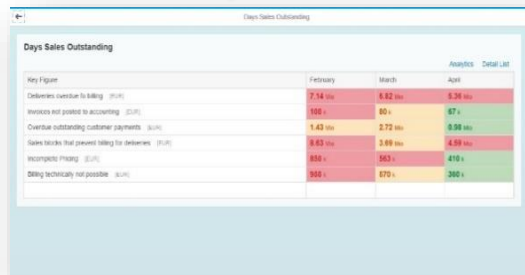 Days Sales Outstanding
Days Sales Outstanding
Analytics Detail List
Key Figure February March April
Deliveries overdue to billing [EUR] 7.14 Mio 6.82 Mio 5.36 Mio
Invoices not posted to accounting [EUR] 100 k 80 k 67 k
Overdue outstanding customer payments [EUR] 1.43 Mio 2.72 Mio 0.98 Mio
Sales blocks that prevent billing for deliveries [EUR] 8.63 Mio 3.69 Mio 4.59 Mio
Incomplete Pricing [EUR] 850 k 563 k 410 k
Billing technically not possible [EUR] 980 k 870 k 360 k